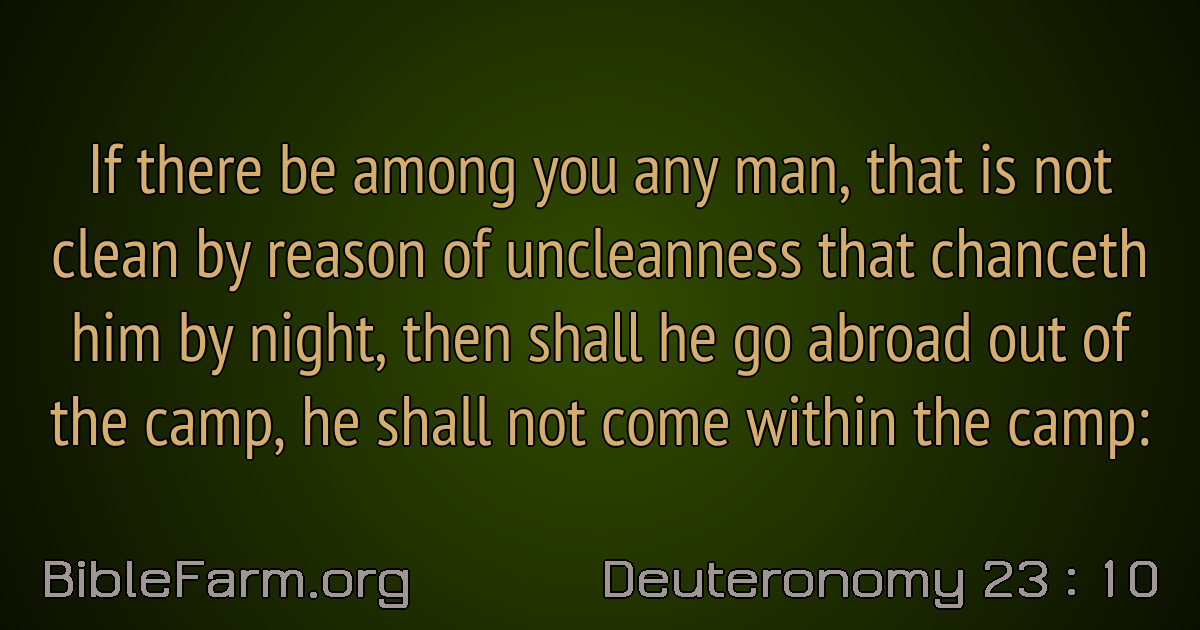 If there be among you any man, that is not
clean by reason of uncleanness that chanceth
him by night, then shall he go abroad out of
the camp, he shall not come within the camp:
BibleFarm.org
Deuteronomy 23 : 10